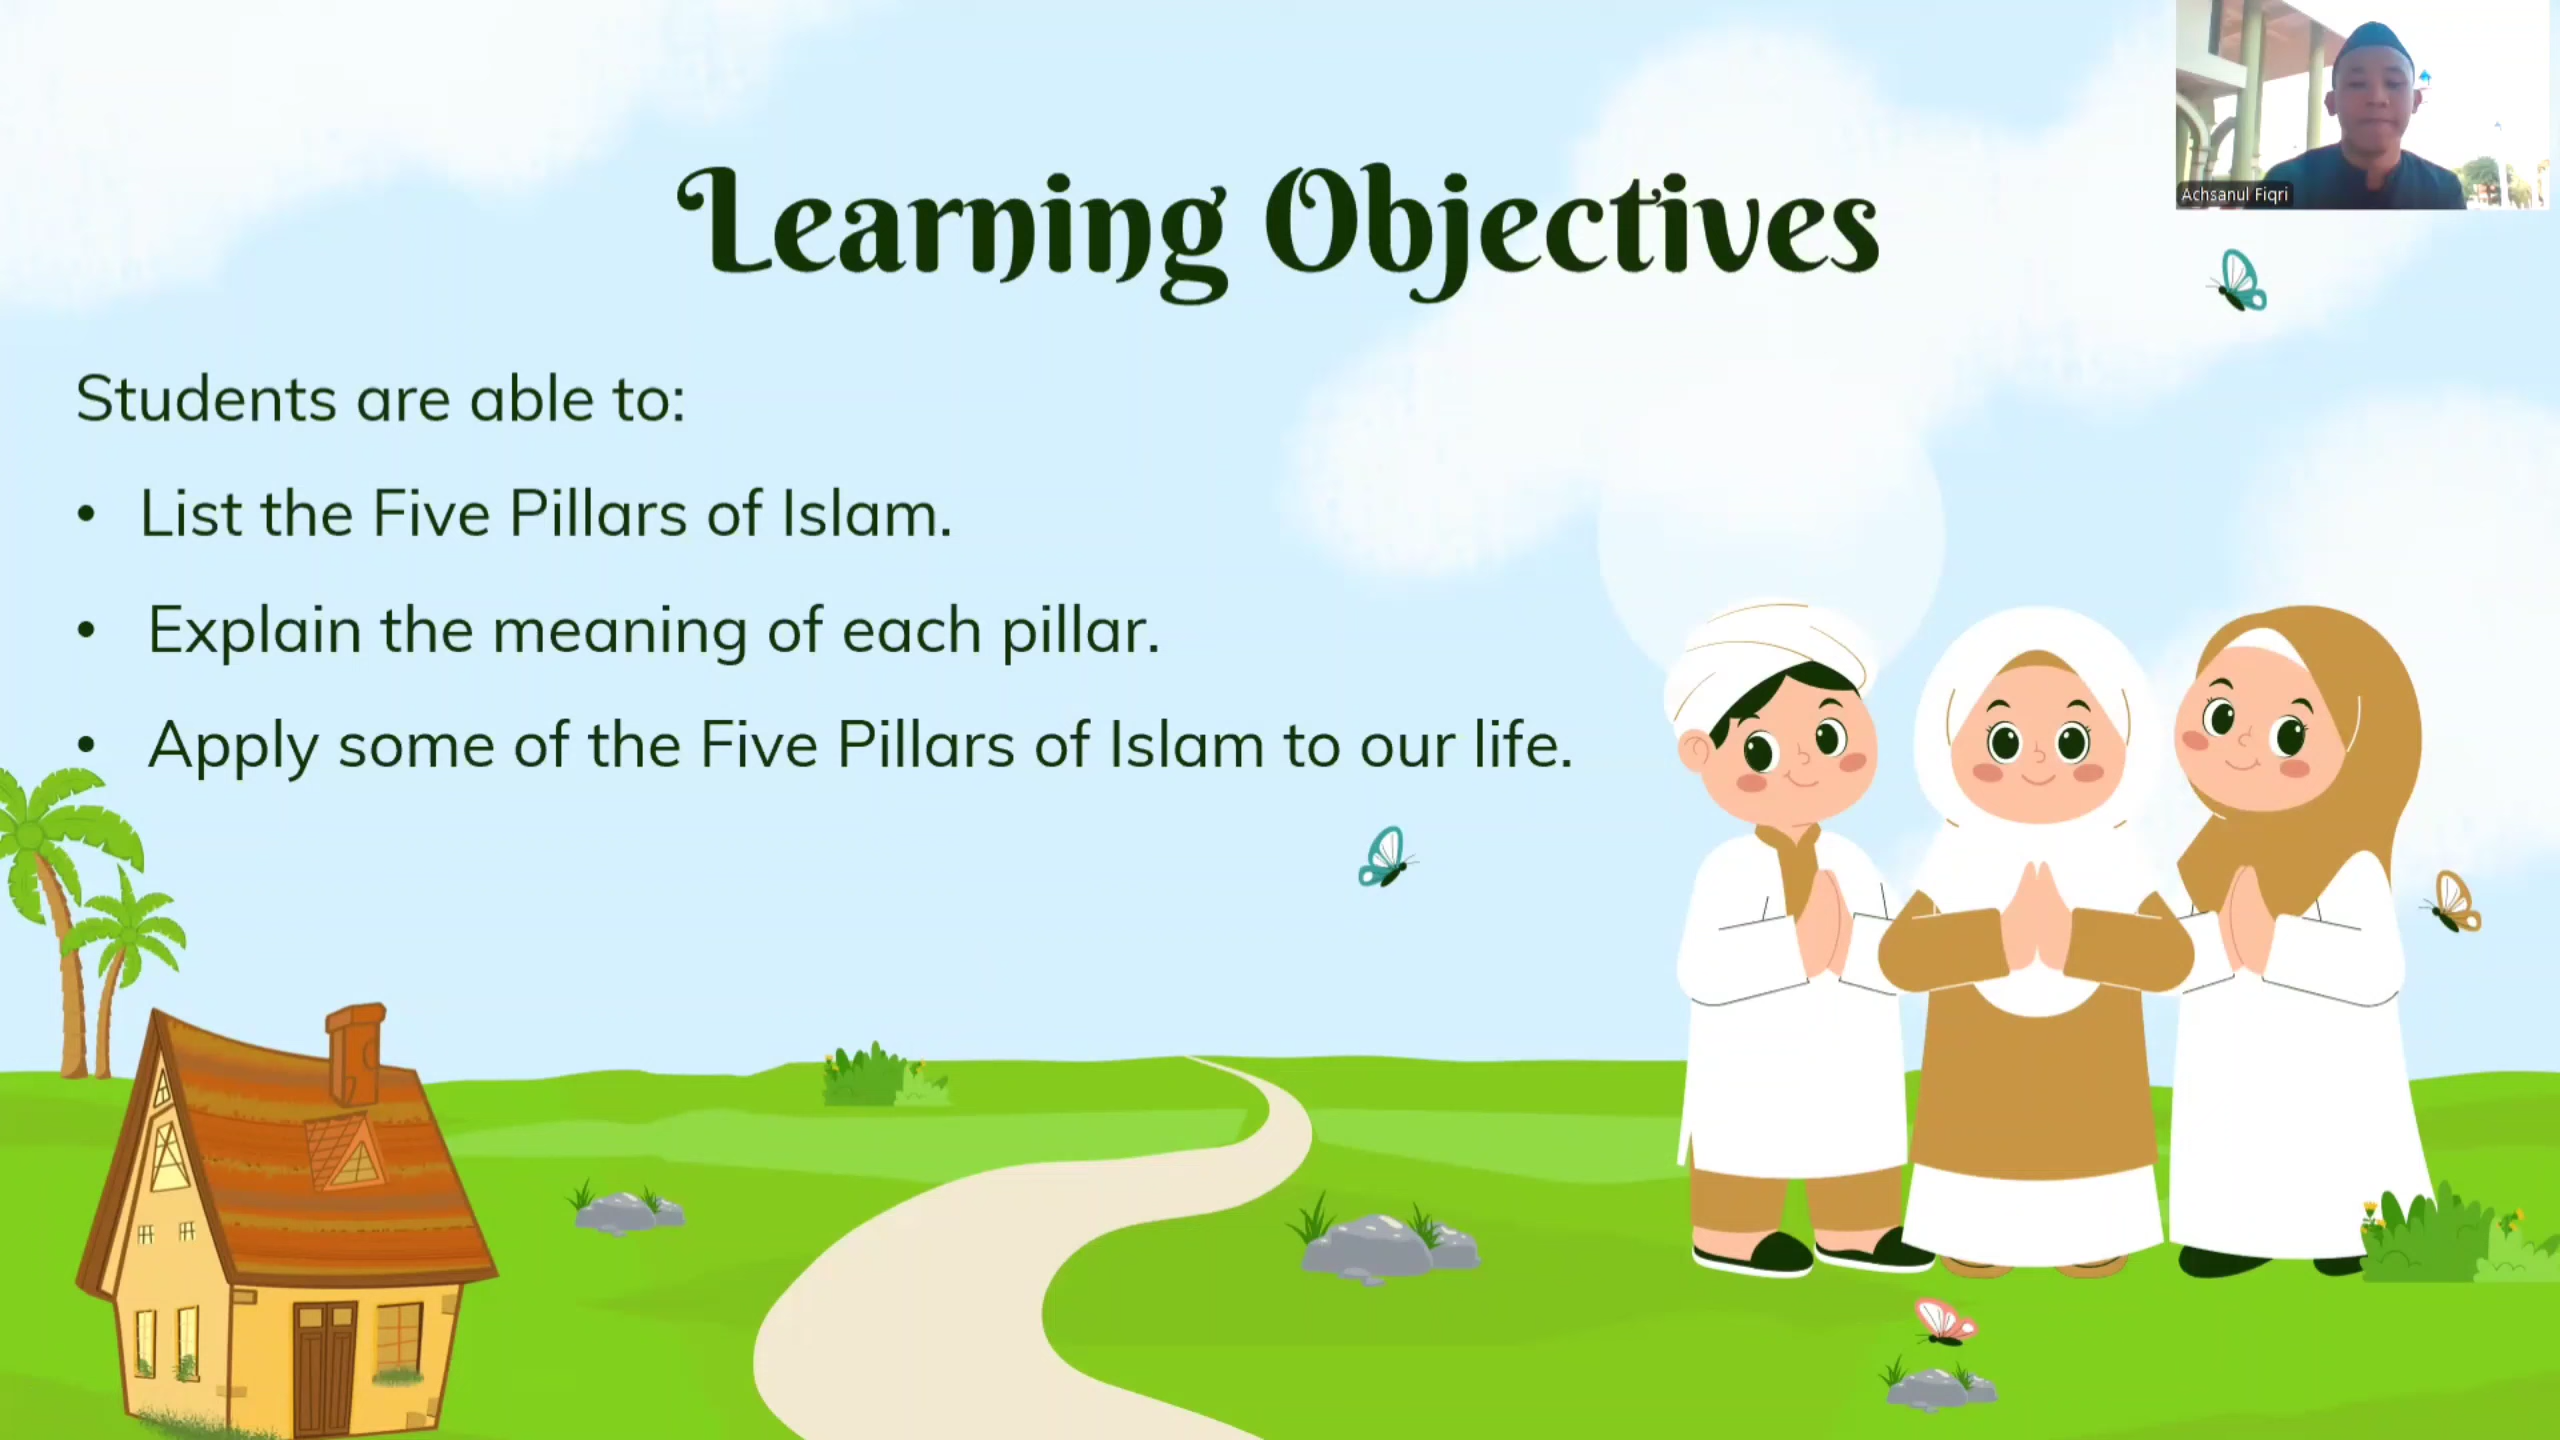 Achsanul Fiqri
Learning Objectives
Students are able to:
• List the Five Pillars of Islam.
• Explain the meaning of each pillar.
• Apply some of the Five Pillars of Islam to our life.